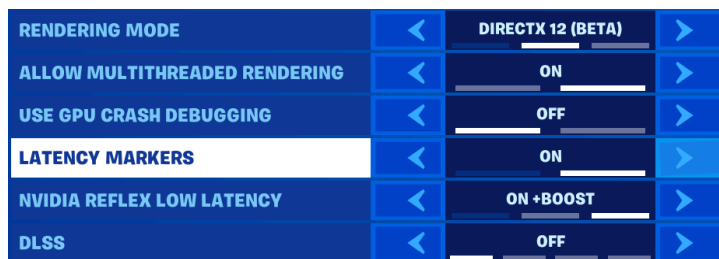 RENDERING MODE DIRECTX 12 (BETA)
ALLOW MULTITHREADED RENDERING ON
USE GPU CRASH DEBUGGING OFF
LATENCY MARKERS ON
NVIDIA REFLEX LOW LATENCY ON +BOOST
DLSS OFF